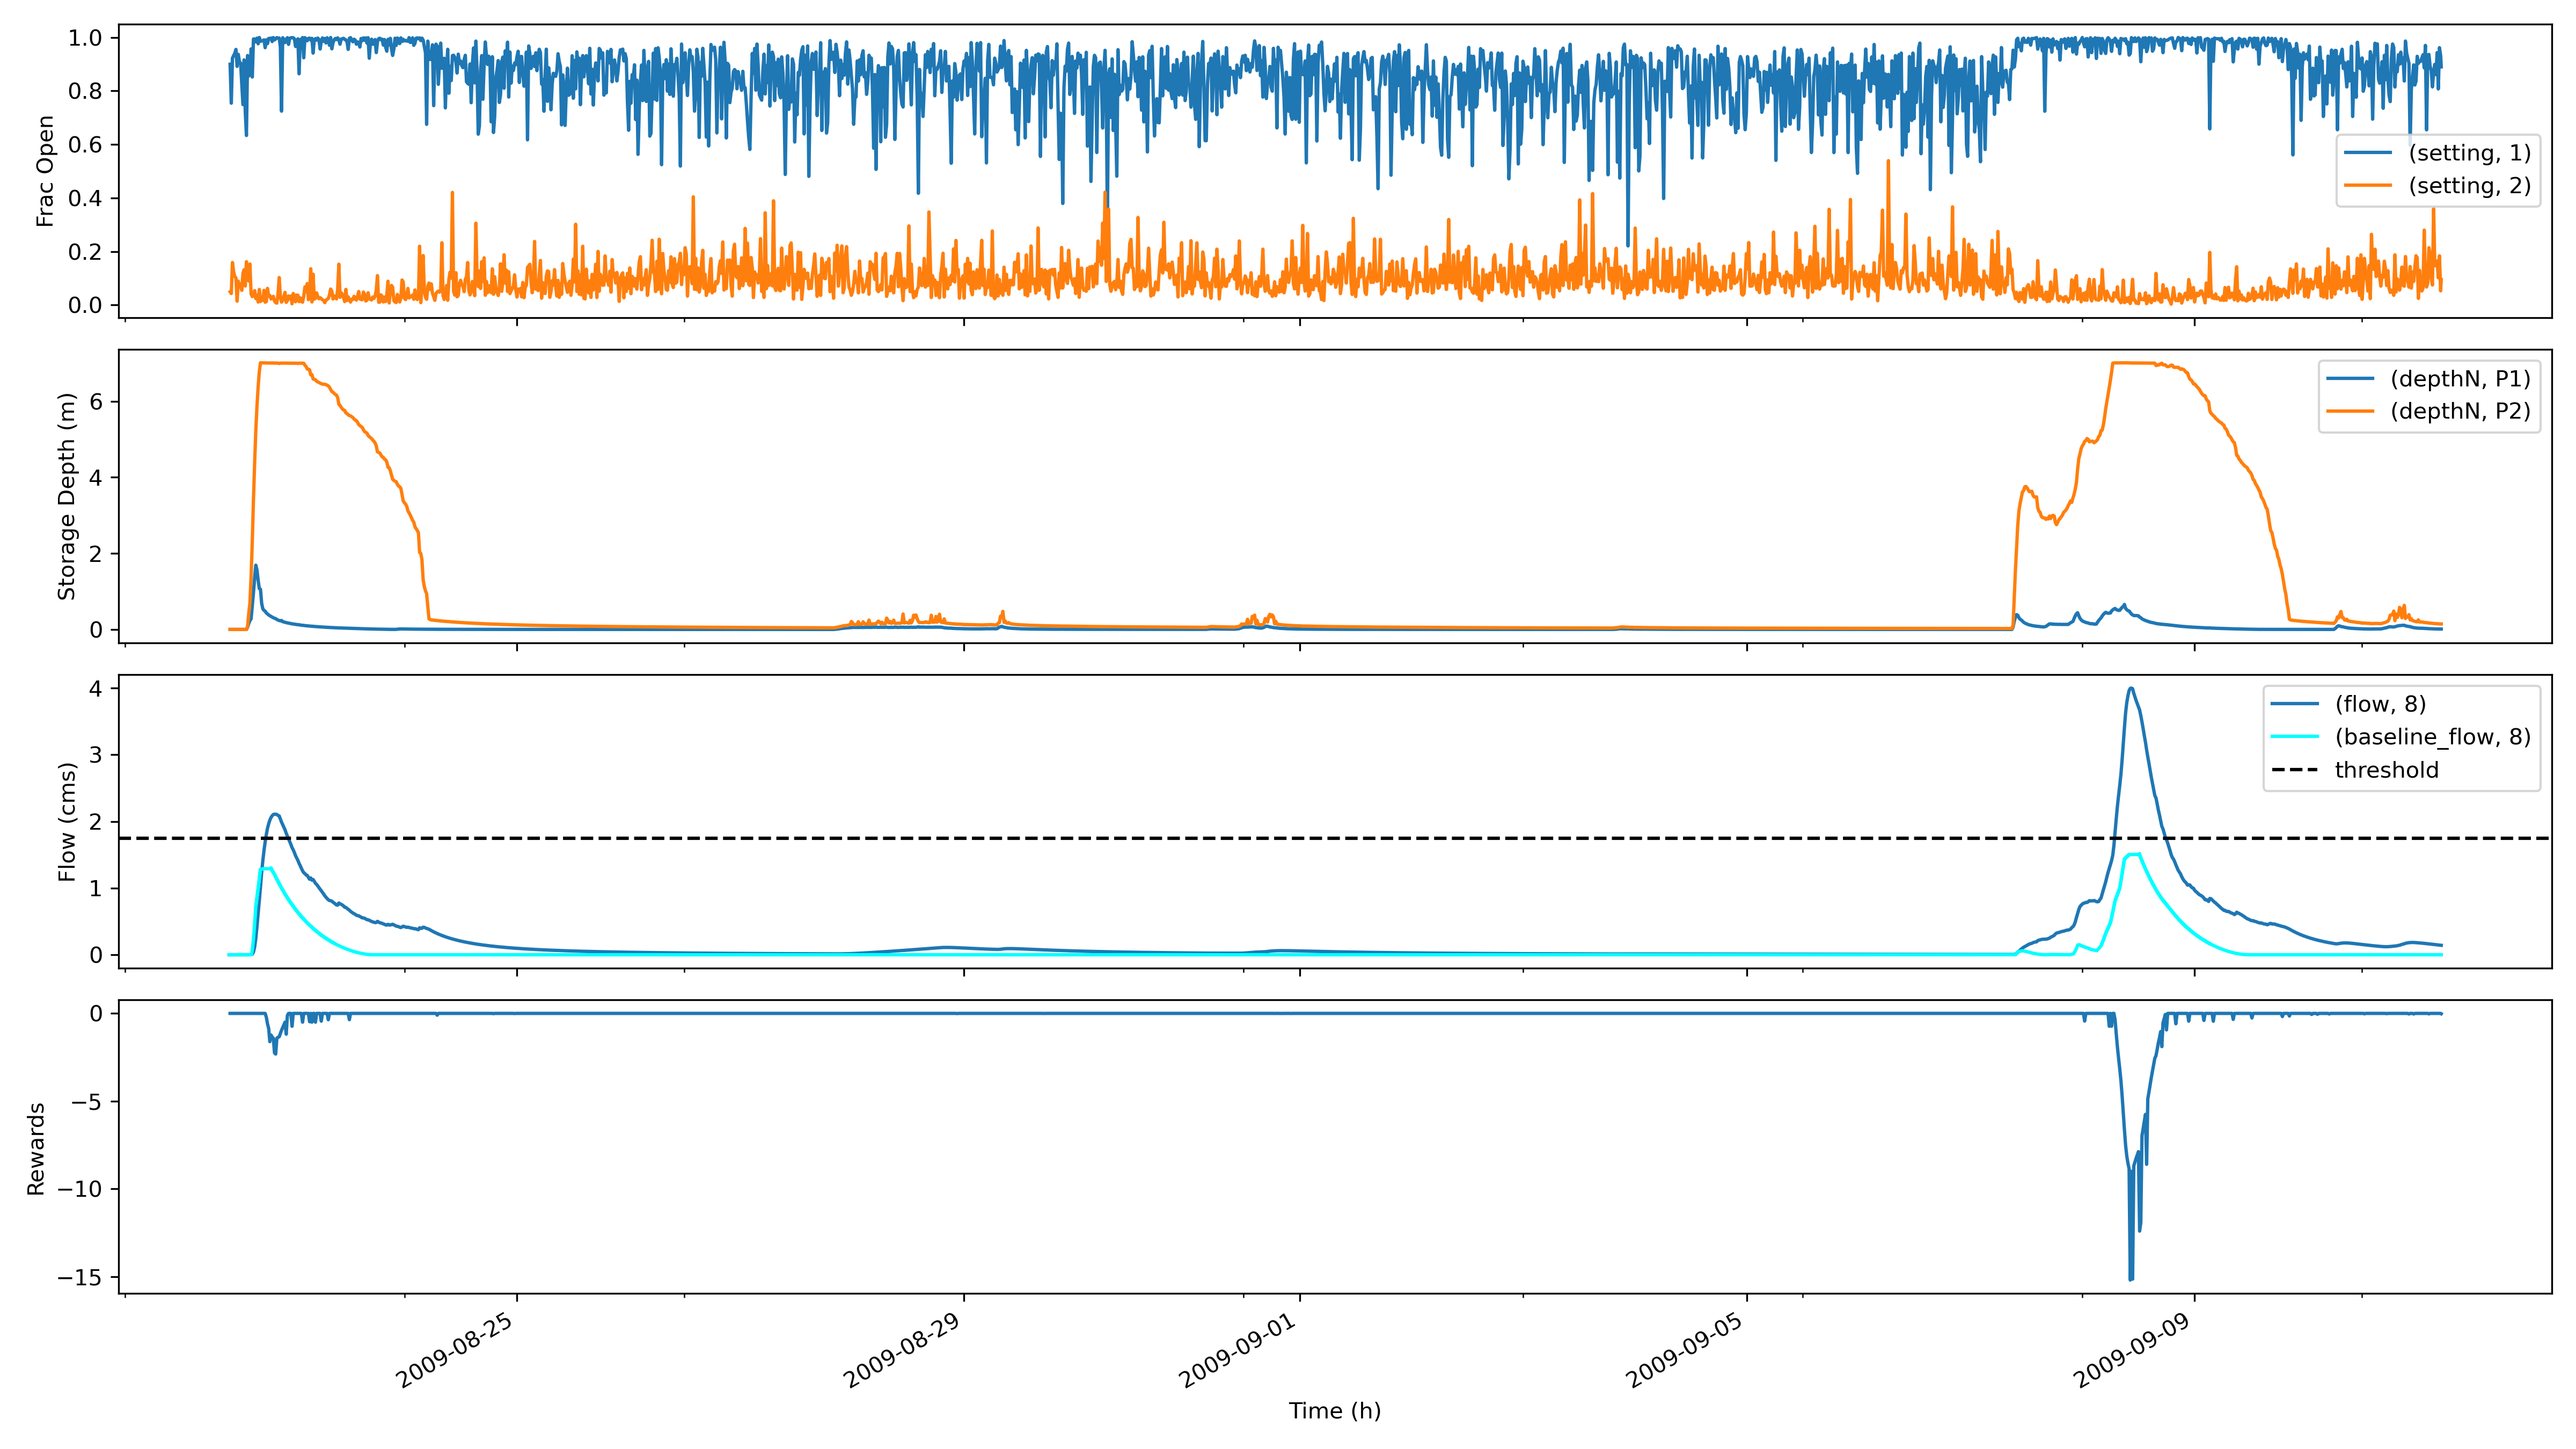 Frac Open
1.0
0.8
0.6
0.4
0.2
0.0
(setting, 1)
(setting, 2)
Storage Depth (m)
6
4
2
0
(depthN, P1)
(depthN, P2)
Flow (cms)
4
3
2
1
0
(flow, 8)
(baseline_flow, 8)
threshold
Rewards
0
−5
−10
−15
2009-08-25
2009-08-29
2009-09-01
2009-09-05
2009-09-09
Time (h)